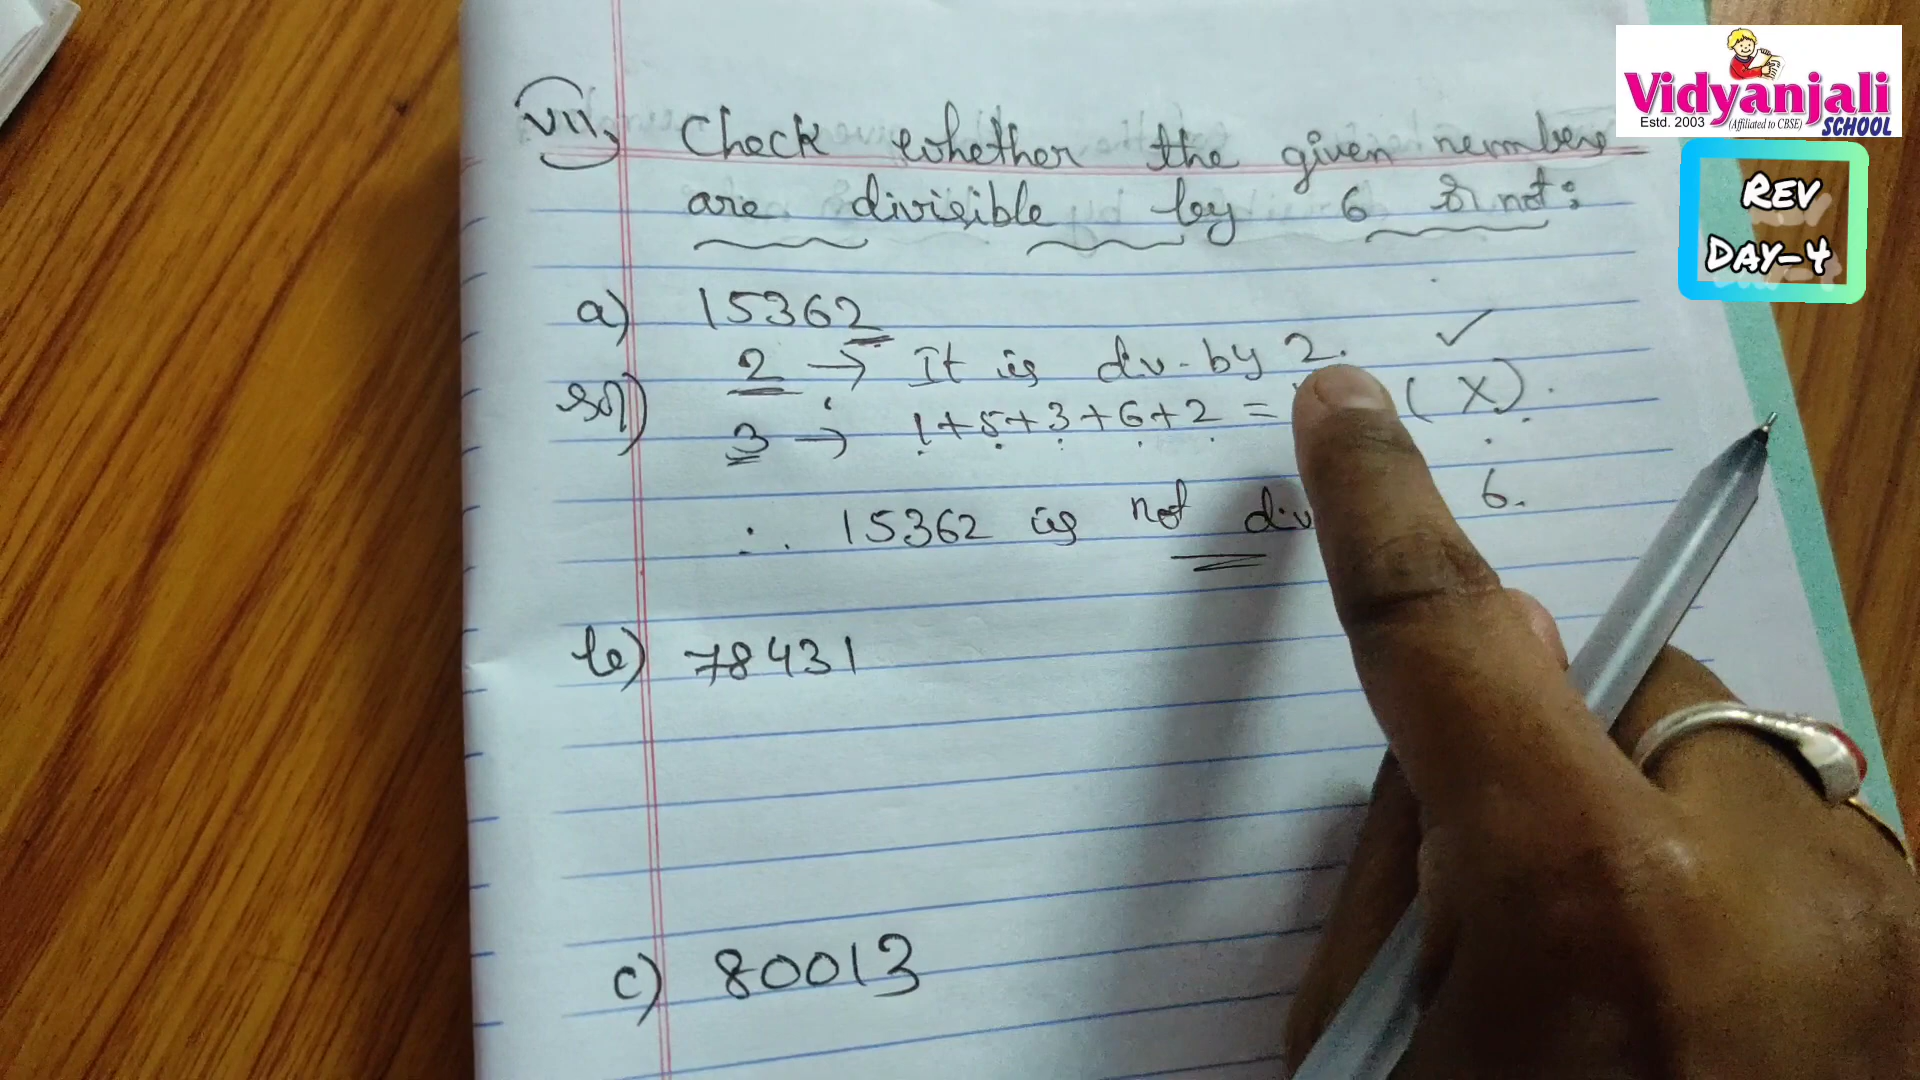 vii) Check whether the given numbers
are divisible by 6 or not:
a) 15362
2 → It is div. by 2. ✓
sol) 3 → 1+5+3+6+2 = (X).
∴ 15362 is not div 6.
b) 78431
c) 80013
Vidyanjali
Estd. 2003 (Affiliated to CBSE) SCHOOL
REV
DAY-4